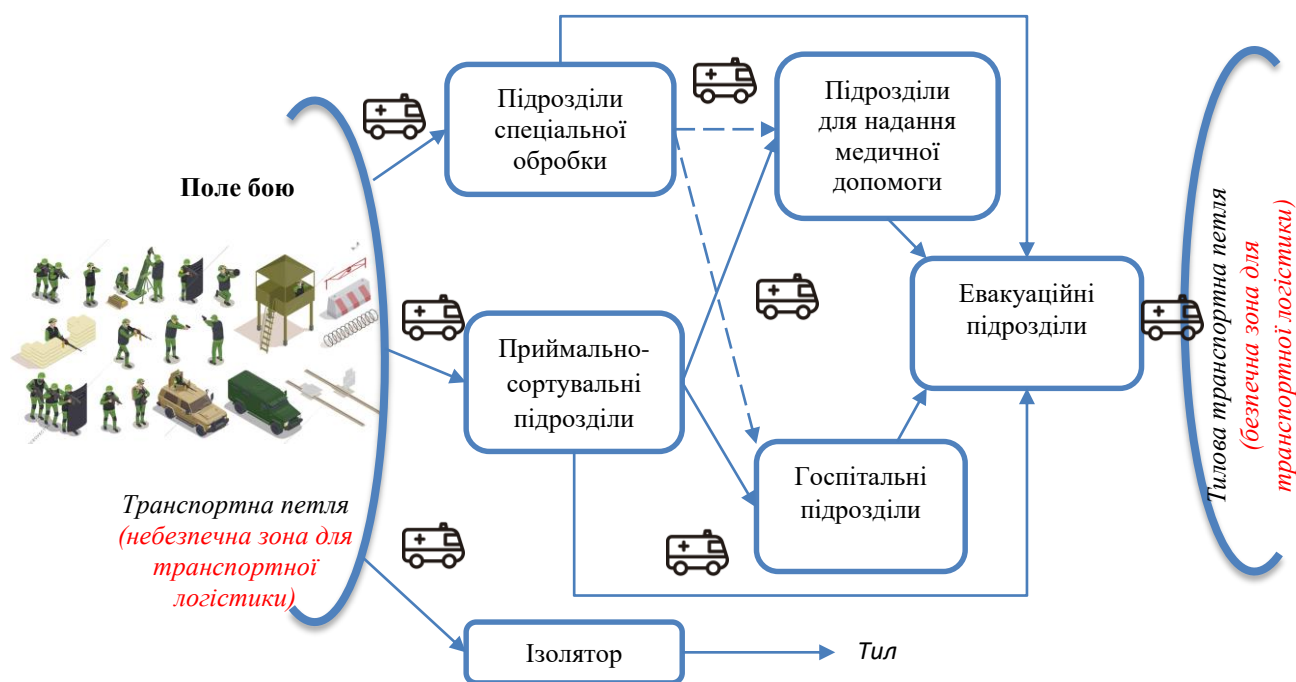 Поле бою
Транспортна петля
(небезпечна зона для
транспортної
логістики)
Підрозділи
спеціальної
обробки
Приймально-
сортувальні
підрозділи
Ізолятор
Тил
Підрозділи
для надання
медичної
допомоги
Госпітальні
підрозділи
Евакуаційні
підрозділи
Тилова транспортна петля
(безпечна зона для
транспортної логістики)